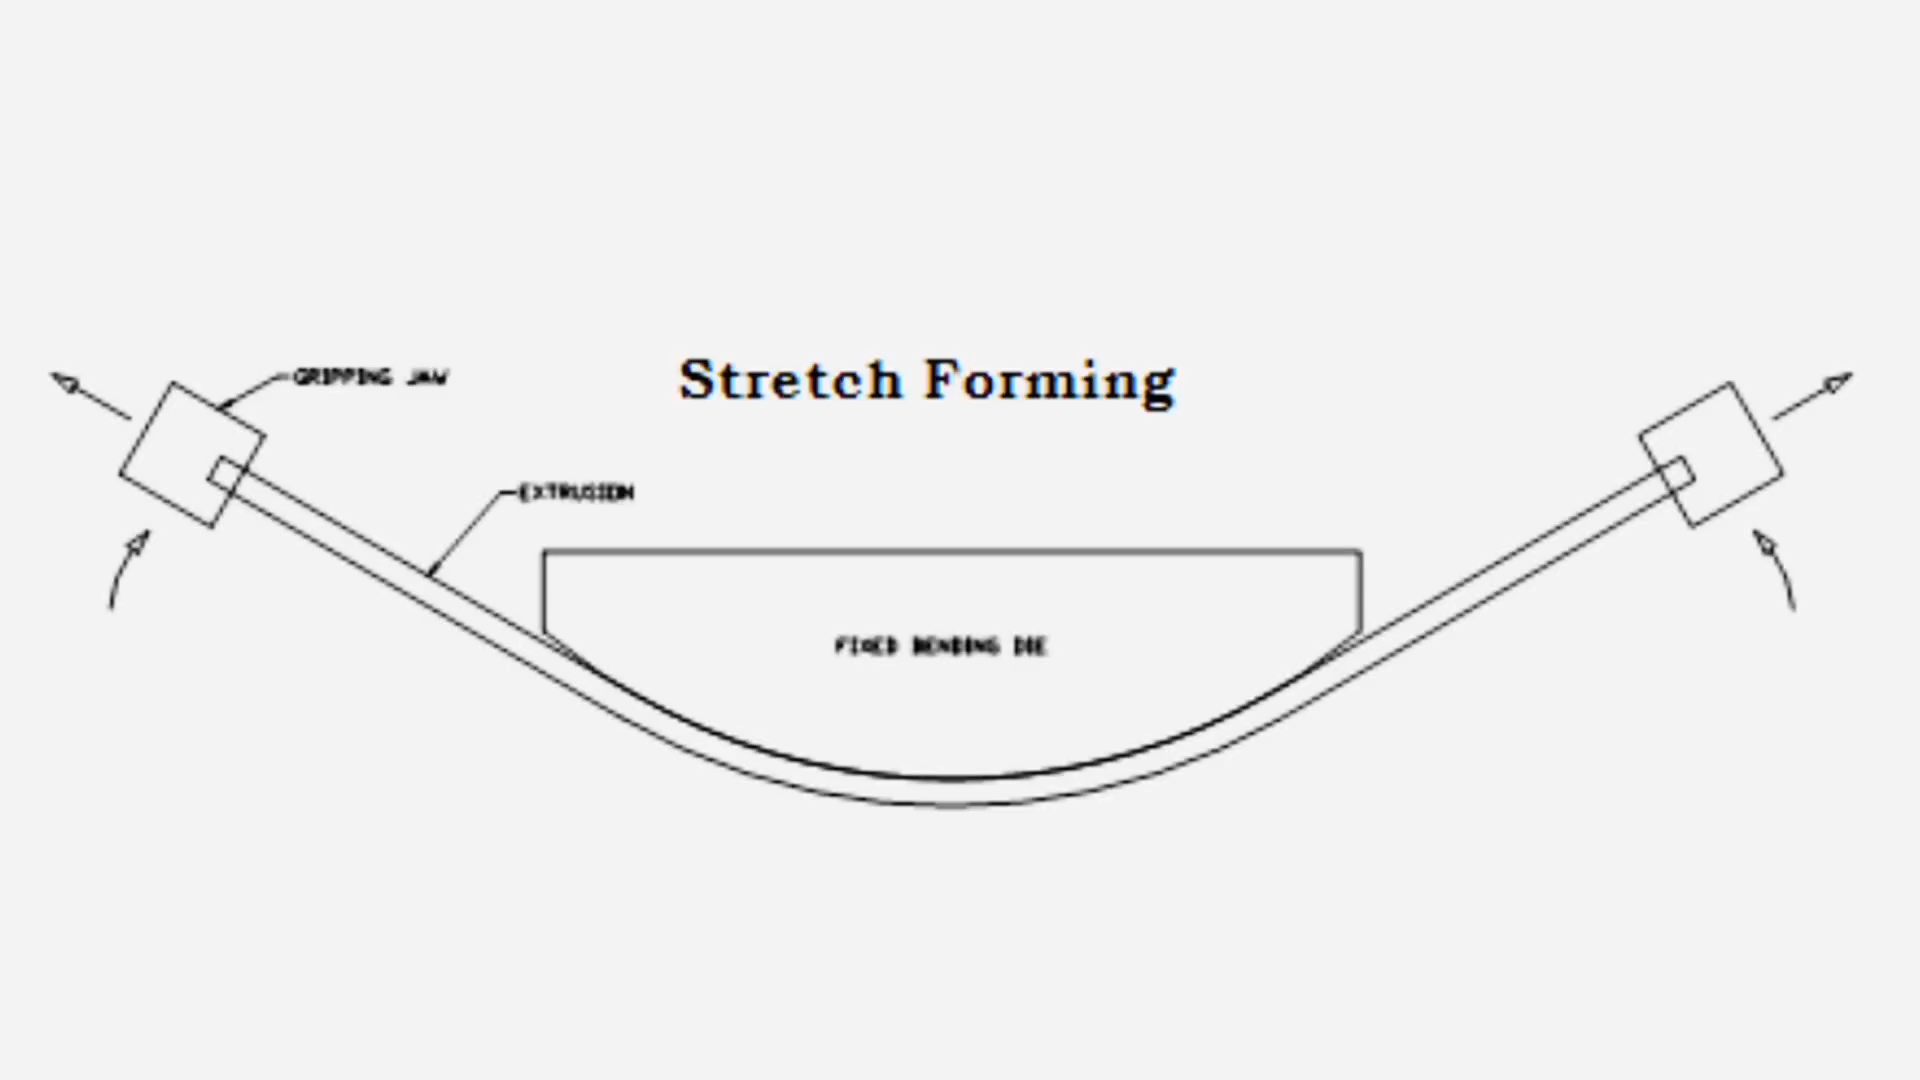 Stretch Forming
GRIPPING JAW
EXTRUSION
FIXED BENDING DIE